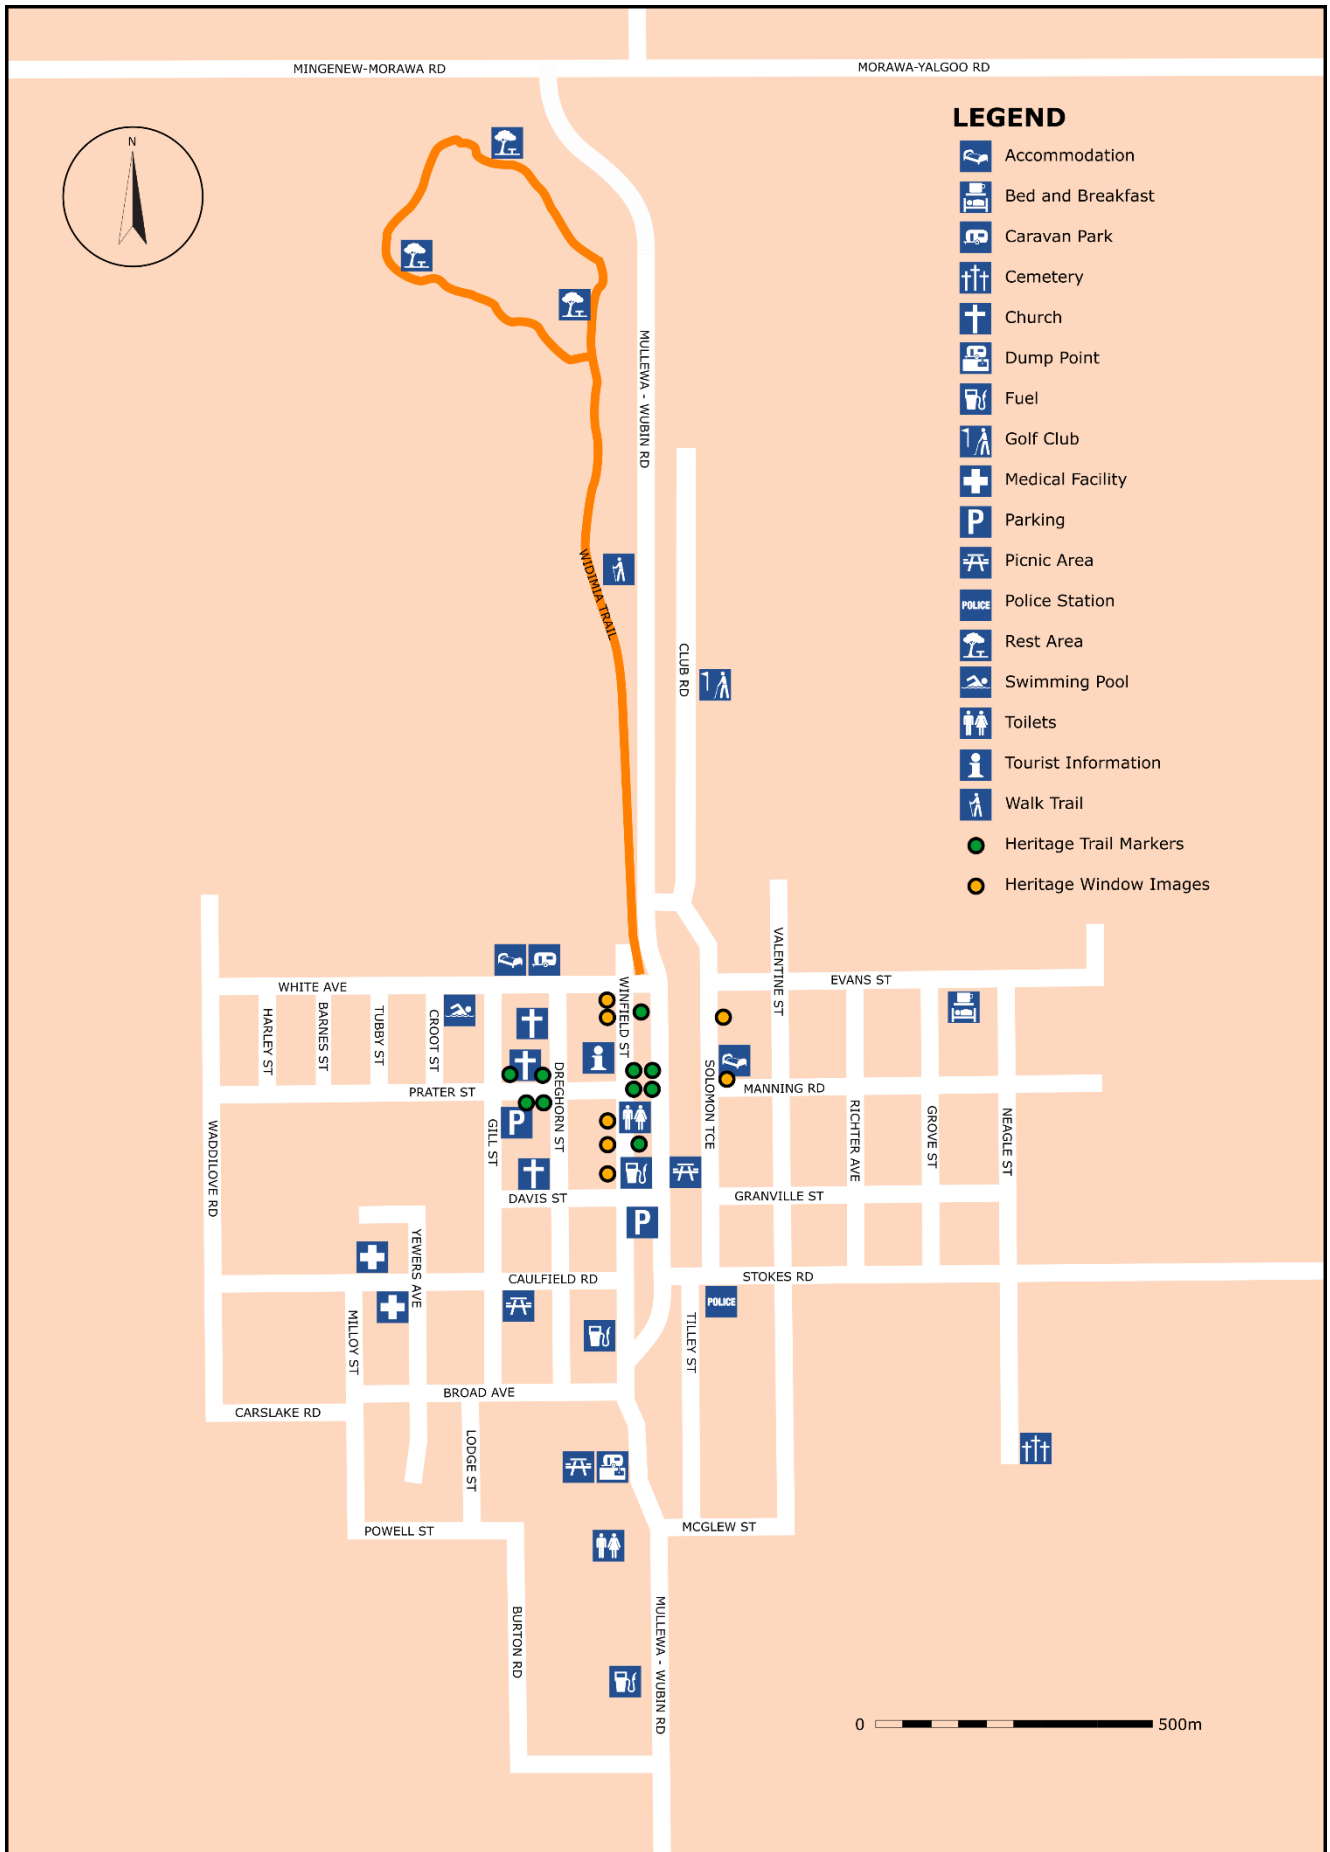 MINGENEW-MORAWA RD
MORAWA-YALGOO RD
N
LEGEND
Accommodation
Bed and Breakfast
Caravan Park
Cemetery
Church
Dump Point
Fuel
Golf Club
Medical Facility
P
Parking
Picnic Area
POLICE
Police Station
Rest Area
Swimming Pool
Toilets
Tourist Information
Walk Trail
Heritage Trail Markers
Heritage Window Images
MULLEWA - WUBIN RD
WIDIMIA TRAIL
CLUB RD
VALENTINE ST
EVANS ST
WHITE AVE
WINFIELD ST
HARLEY ST
BARNES ST
TUBBY ST
CROOT ST
DREGHORN ST
SOLOMON TCE
MANNING RD
PRATER ST
GILL ST
P
WADDILOVE RD
RICHTER AVE
GROVE ST
NEAGLE ST
DAVIS ST
GRANVILLE ST
P
YEWERS AVE
CAULFIELD RD
STOKES RD
POLICE
MILLOY ST
TILLEY ST
BROAD AVE
CARSLAKE RD
LODGE ST
POWELL ST
MCGLEW ST
BURTON RD
MULLEWA - WUBIN RD
0
500m